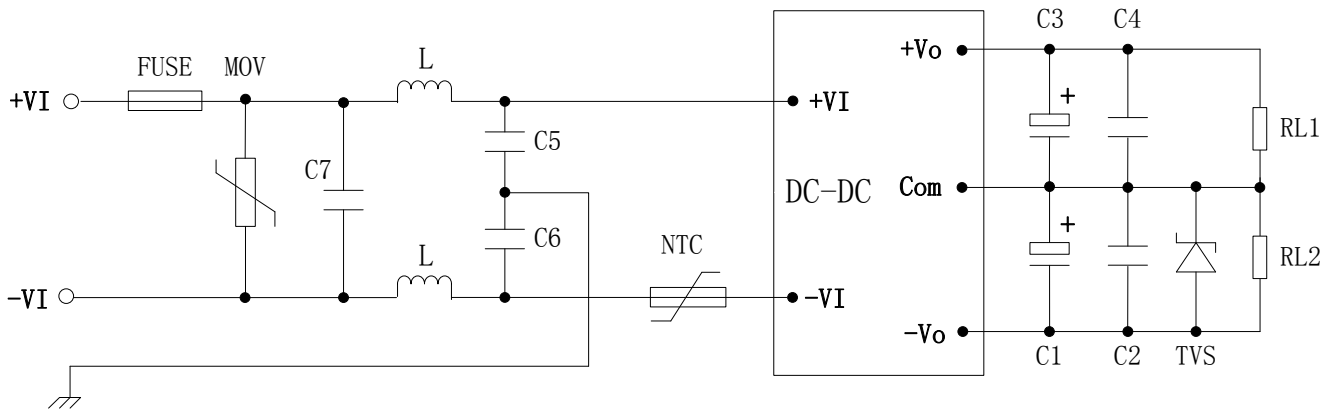 C3 C4
+Vo
L
FUSE MOV
+VI
+VI
+
RL1
C5
C7
DC-DC
Com
+
C6
NTC
L
RL2
-VI
-VI
-Vo
C1 C2 TVS